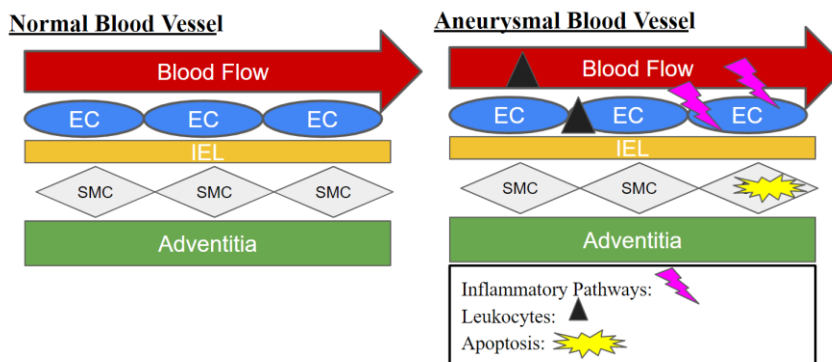 Normal Blood Vessel
Blood Flow
EC EC EC
IEL
SMC SMC SMC
Adventitia
Aneurysmal Blood Vessel
Blood Flow
EC EC EC
IEL
SMC SMC
Adventitia
Inflammatory Pathways:
Leukocytes:
Apoptosis: